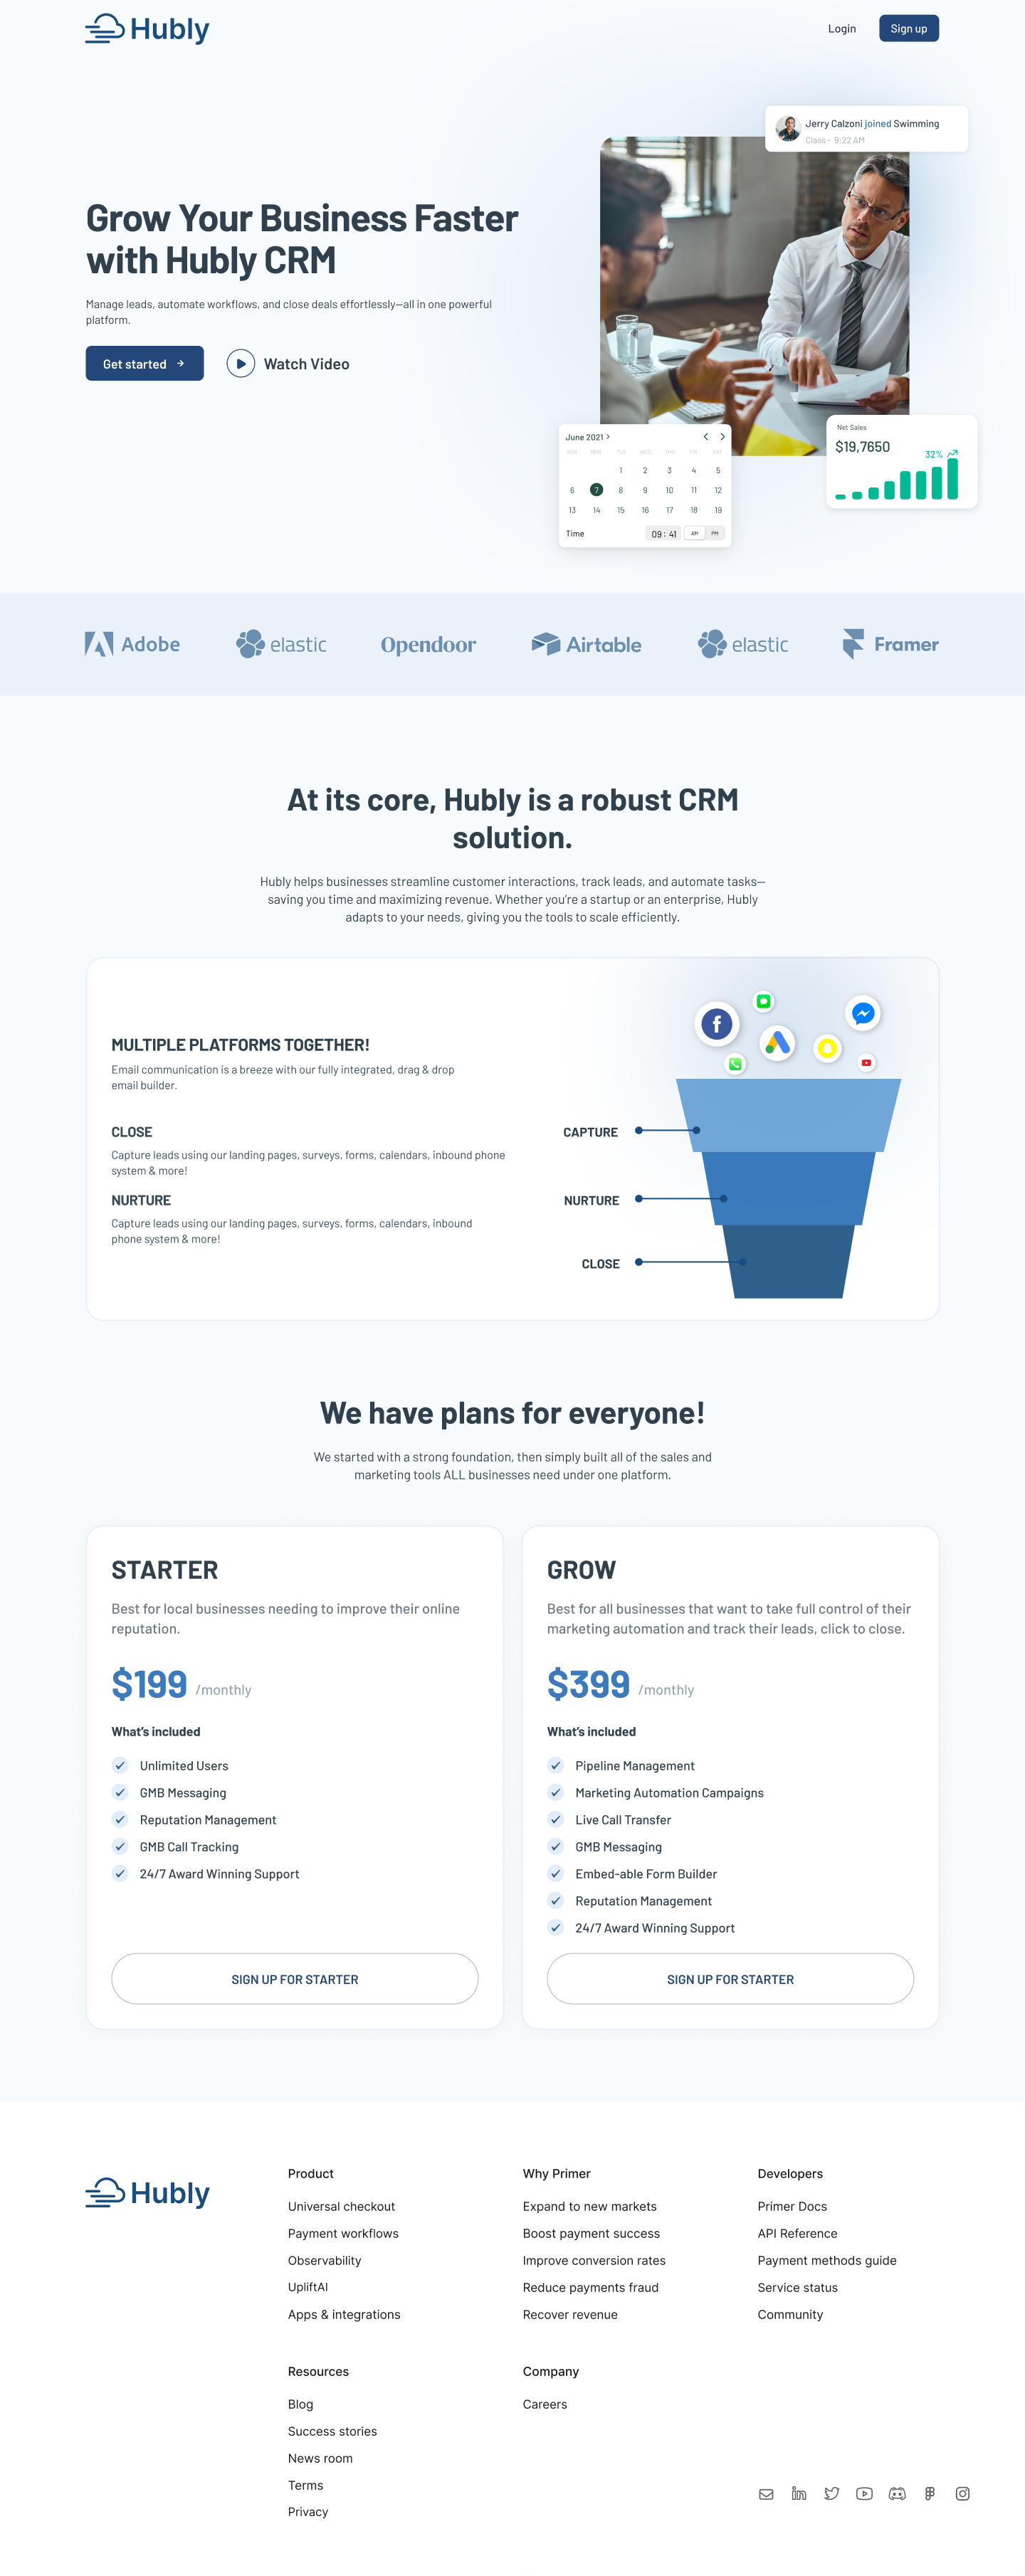 Hubly
Login
Sign up
Jerry Calzoni joined Swimming
Class - 9:22 AM
Grow Your Business Faster
with Hubly CRM
Manage leads, automate workflows, and close deals effortlessly—all in one powerful
platform.
Get started
Watch Video
June 2021
SUN MON TUE WED THU FRI SAT
1 2 3 4 5
6 7 8 9 10 11 12
13 14 15 16 17 18 19
Time 09: 41 AM PM
Net Sales
$19,7650
32%
Adobe elastic Opendoor Airtable elastic Framer
At its core, Hubly is a robust CRM
solution.
Hubly helps businesses streamline customer interactions, track leads, and automate tasks—
saving you time and maximizing revenue. Whether you're a startup or an enterprise, Hubly
adapts to your needs, giving you the tools to scale efficiently.
MULTIPLE PLATFORMS TOGETHER!
Email communication is a breeze with our fully integrated, drag & drop
email builder.
CLOSE
Capture leads using our landing pages, surveys, forms, calendars, inbound phone
system & more!
NURTURE
Capture leads using our landing pages, surveys, forms, calendars, inbound
phone system & more!
CAPTURE
NURTURE
CLOSE
We have plans for everyone!
We started with a strong foundation, then simply built all of the sales and
marketing tools ALL businesses need under one platform.
STARTER
Best for local businesses needing to improve their online
reputation.
$199 /monthly
What's included
Unlimited Users
GMB Messaging
Reputation Management
GMB Call Tracking
24/7 Award Winning Support
SIGN UP FOR STARTER
GROW
Best for all businesses that want to take full control of their
marketing automation and track their leads, click to close.
$399 /monthly
What's included
Pipeline Management
Marketing Automation Campaigns
Live Call Transfer
GMB Messaging
Embed-able Form Builder
Reputation Management
24/7 Award Winning Support
SIGN UP FOR STARTER
Hubly
Product
Universal checkout
Payment workflows
Observability
UpliftAI
Apps & integrations
Why Primer
Expand to new markets
Boost payment success
Improve conversion rates
Reduce payments fraud
Recover revenue
Developers
Primer Docs
API Reference
Payment methods guide
Service status
Community
Resources
Blog
Success stories
News room
Terms
Privacy
Company
Careers